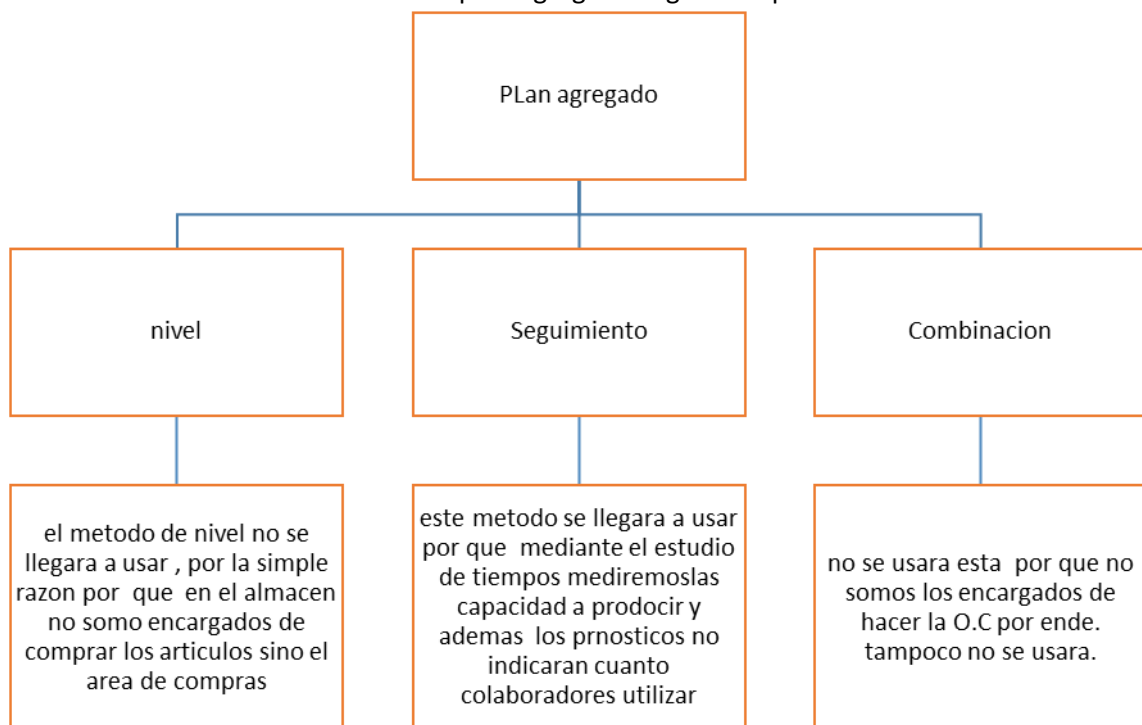 PLan agregado
nivel
Seguimiento
Combinacion
el metodo de nivel no se
llegara a usar , por la simple
razon por que en el almacen
no somo encargados de
comprar los articulos sino el
area de compras
este metodo se llegara a usar
por que mediante el estudio
de tiempos mediremoslas
capacidad a prodocir y
ademas los prnosticos no
indicaran cuanto
colaboradores utilizar
no se usara esta por que no
somos los encargados de
hacer la O.C por ende.
tampoco no se usara.